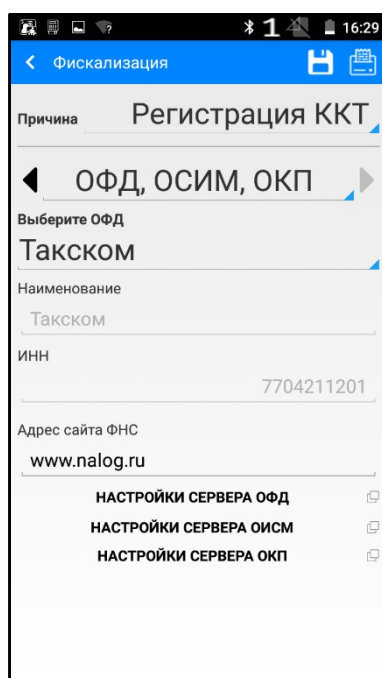 1 16:29
Фискализация
Причина Регистрация ККТ
ОФД, ОСИМ, ОКП
Выберите ОФД
Такском
Наименование
Такском
ИНН
7704211201
Адрес сайта ФНС
www.nalog.ru
НАСТРОЙКИ СЕРВЕРА ОФД
НАСТРОЙКИ СЕРВЕРА ОИСМ
НАСТРОЙКИ СЕРВЕРА ОКП